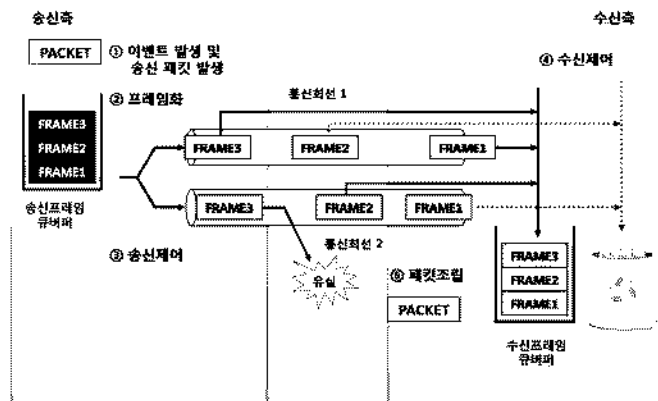 송신측
수신측
PACKET
① 이벤트 발생 및
송신 패킷 발생
④ 수신제어
② 프레임화
통신회선 1
FRAME3
FRAME2
FRAME1
FRAME3
FRAME2
FRAME1
FRAME3
FRAME2
FRAME1
송신프레임
큐버퍼
③ 송신제어
통신회선 2
유실
⑤ 패킷조립
PACKET
FRAME3
FRAME2
FRAME1
수신프레임
큐버퍼